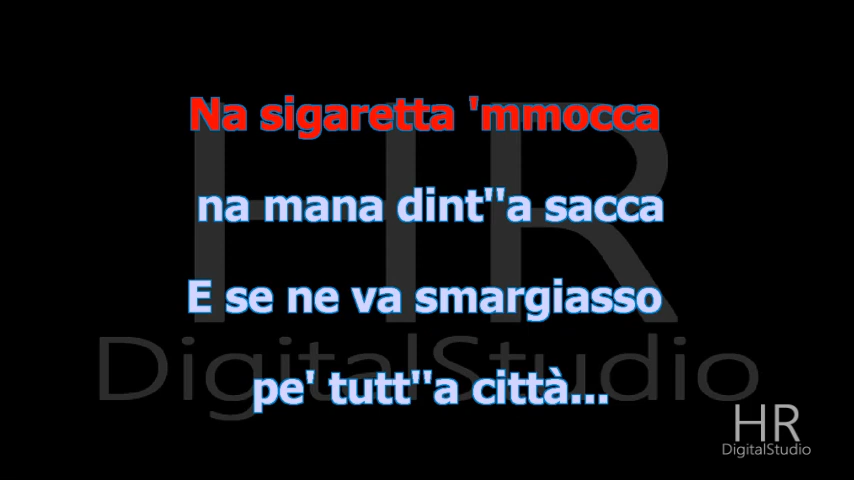 Na sigaretta 'mmocca
na mana dint''a sacca
E se ne va smargiasso
pe' tutt''a città...
HR
DigitalStudio
HR
DigitalStudio